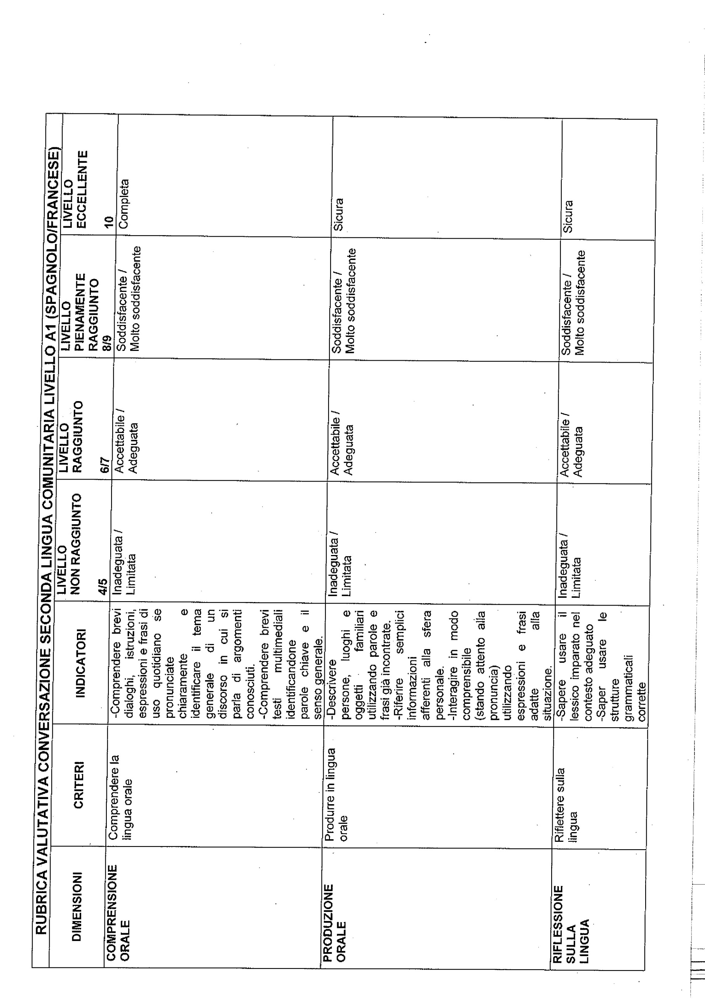 RUBRICA VALUTATIVA CONVERSAZIONE SECONDA LINGUA COMUNITARIA LIVELLO A1 (SPAGNOLO/FRANCESE)
DIMENSIONI
CRITERI
INDICATORI
LIVELLO
NON RAGGIUNTO
4/5
LIVELLO
RAGGIUNTO
6/7
LIVELLO
PIENAMENTE
RAGGIUNTO
8/9
LIVELLO
ECCELLENTE
10
COMPRENSIONE
ORALE
Comprendere la
lingua orale
-Comprendere brevi
dialoghi, istruzioni,
espressioni e frasi di
uso quotidiano se
pronunciate
chiaramente e
identificare il tema
generale di un
discorso in cui si
parla di argomenti
conosciuti.
-Comprendere brevi
testi multimediali
identificandone
parole chiave e il
senso generale.
Inadeguata /
Limitata
Accettabile /
Adeguata
Soddisfacente /
Molto soddisfacente
Completa
PRODUZIONE
ORALE
Produrre in lingua
orale
-Descrivere
persone, luoghi e
oggetti familiari
utilizzando parole e
frasi già incontrate.
-Riferire semplici
informazioni
afferenti alla sfera
personale.
-Interagire in modo
comprensibile
(stando attento alla
pronuncia)
utilizzando
espressioni e frasi
adatte alla
situazione.
Inadeguata /
Limitata
Accettabile /
Adeguata
Soddisfacente /
Molto soddisfacente
Sicura
RIFLESSIONE
SULLA
LINGUA
Riflettere sulla
lingua
-Sapere usare il
lessico imparato nel
contesto adeguato
-Saper usare le
strutture
grammaticali
corrette
Inadeguata /
Limitata
Accettabile /
Adeguata
Soddisfacente /
Molto soddisfacente
Sicura